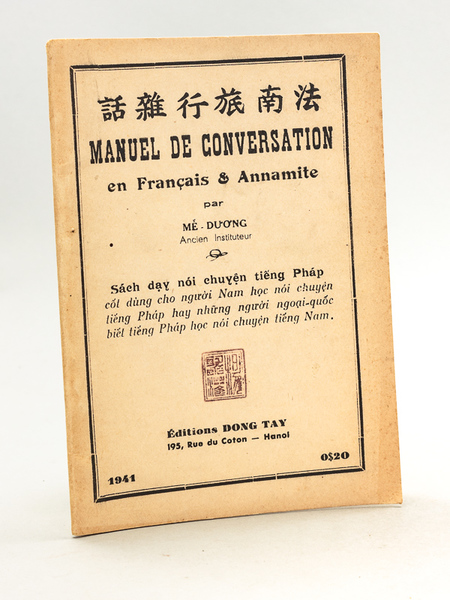 話雜行旅南法
MANUEL DE CONVERSATION
en Français & Annamite
par
MẾ - DƯƠNG
Ancien Instituteur
Sách dạy nói chuyện tiếng Pháp
cốt dùng cho người Nam học nói chuyện
tiếng Pháp hay những người ngoại-quốc
biết tiếng Pháp học nói chuyện tiếng Nam.
Éditions DONG TAY
195, Rue du Coton — Hanoi
1941
0$20